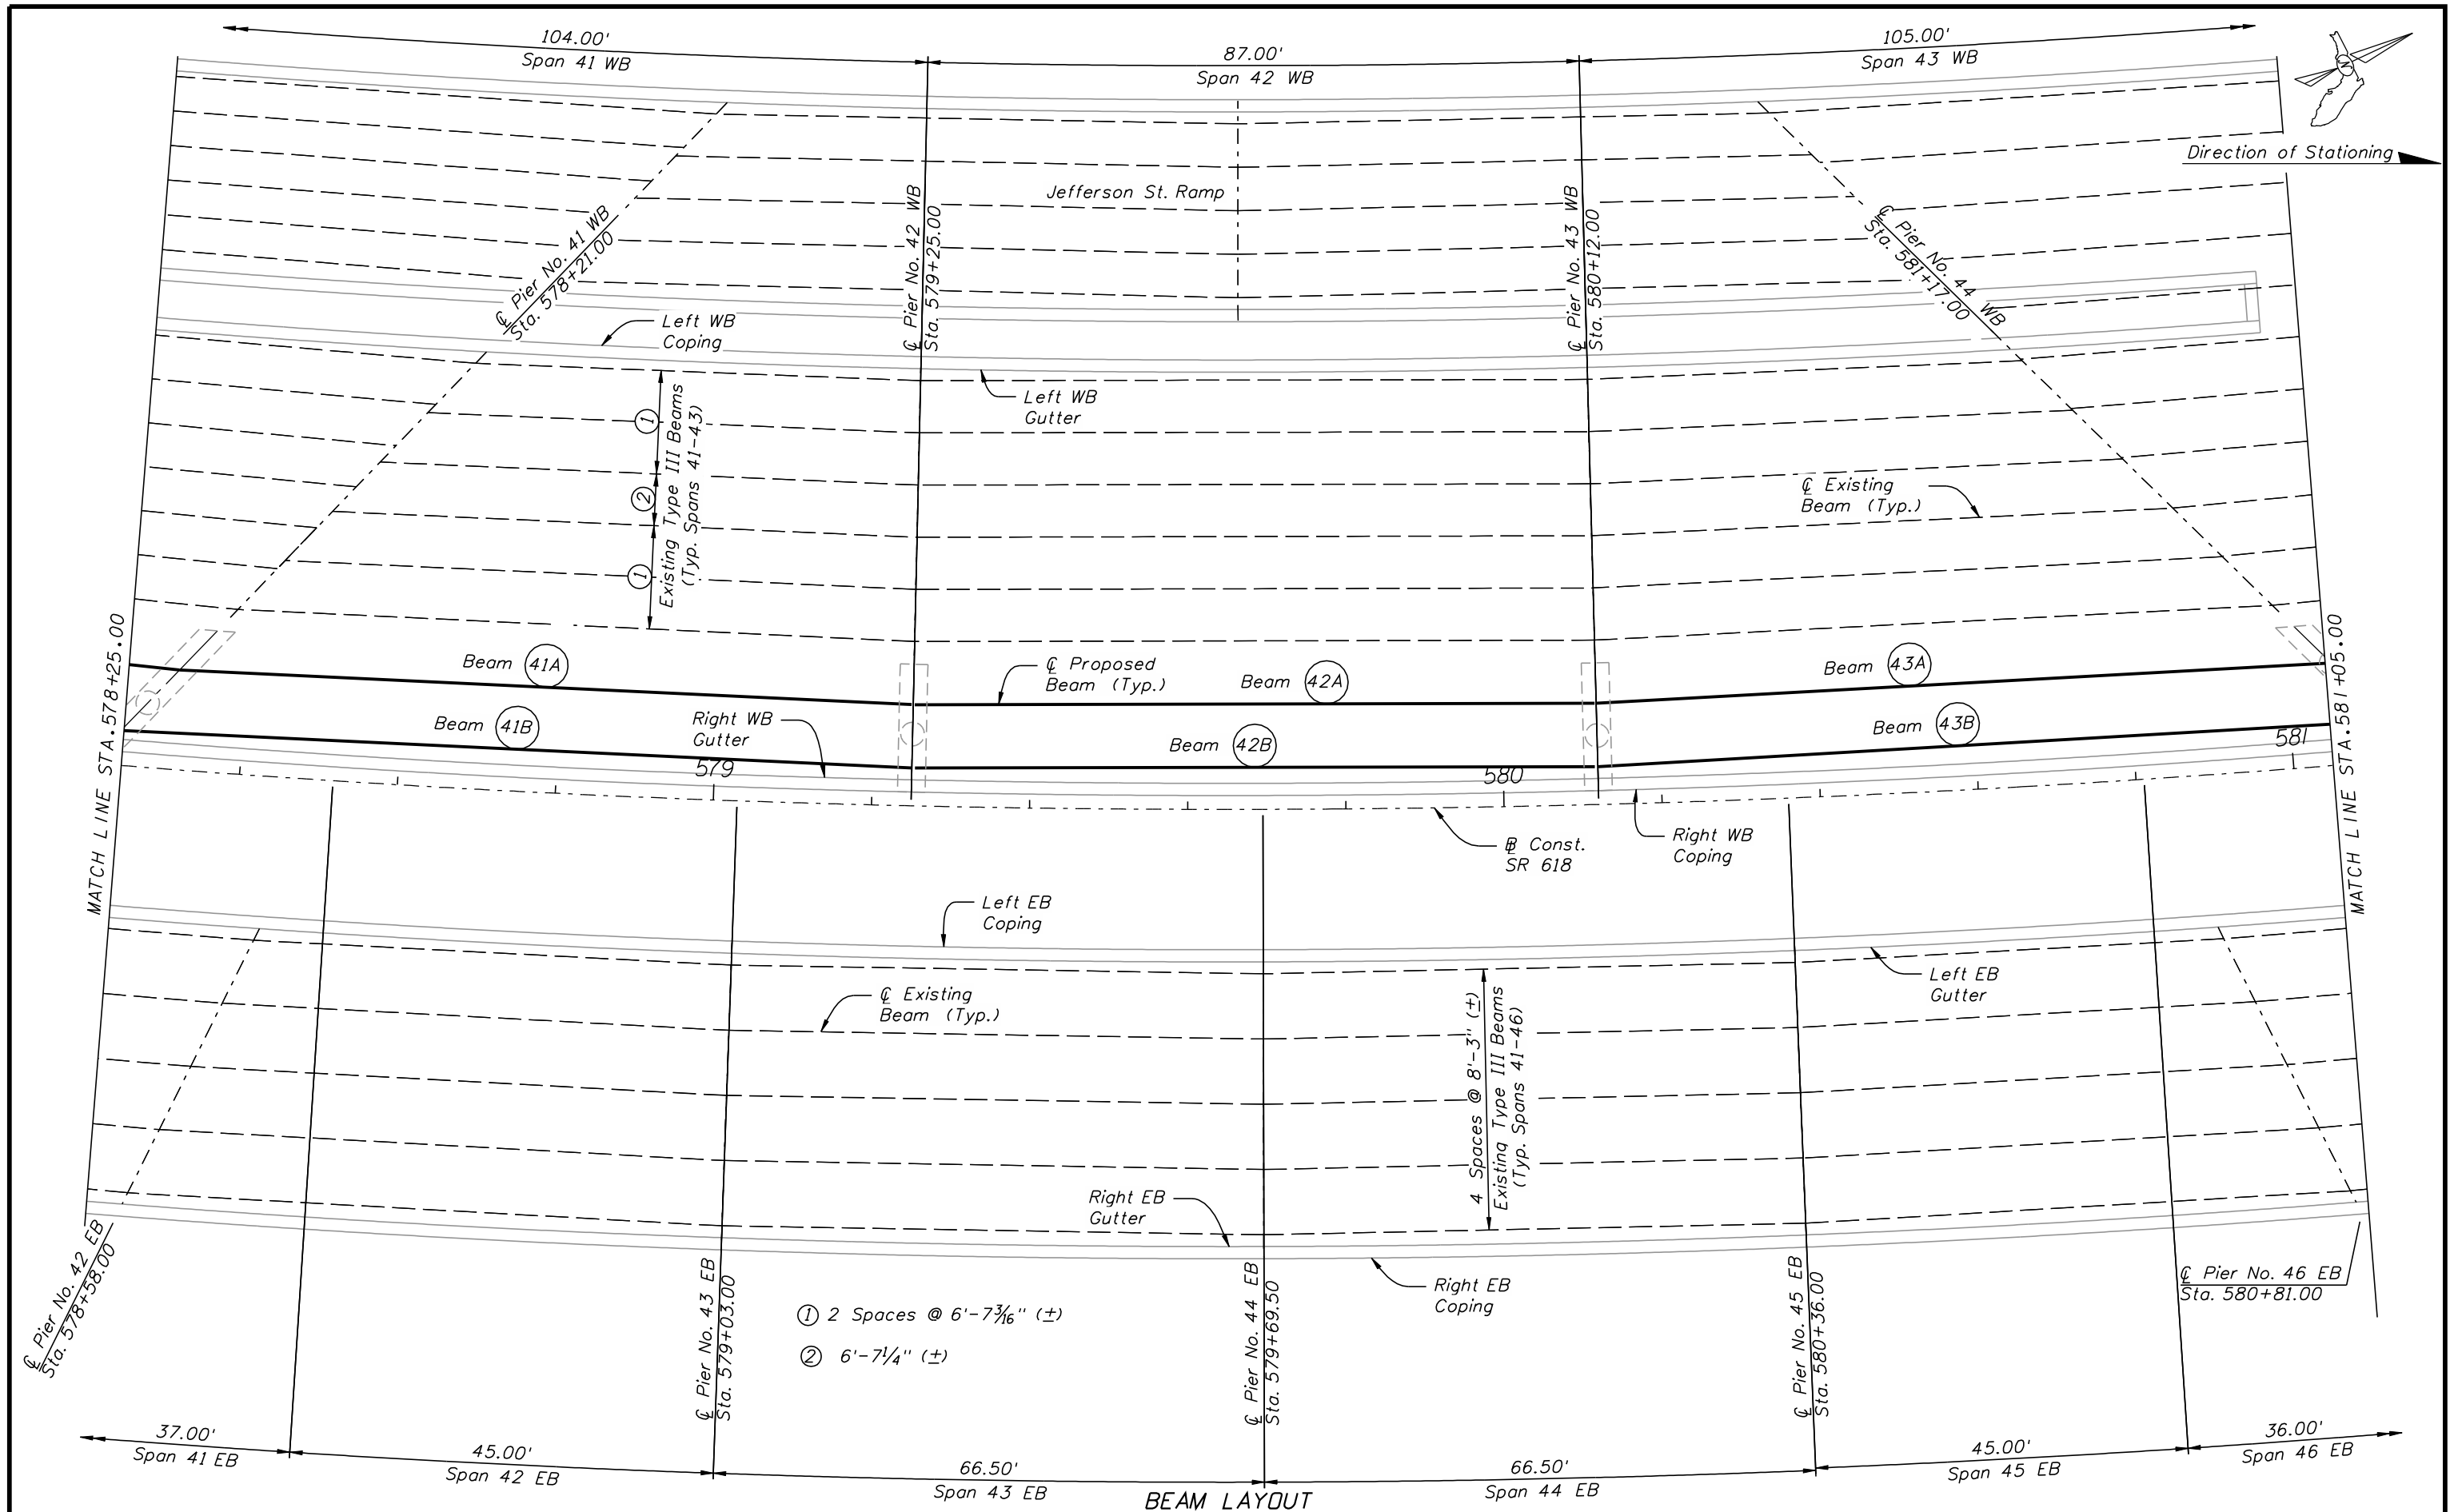 104.00'
Span 41 WB
87.00'
Span 42 WB
105.00'
Span 43 WB
N
Direction of Stationing
Jefferson St. Ramp
℄ Pier No. 41 WB
Sta. 578+21.00
℄ Pier No. 42 WB
Sta. 579+25.00
℄ Pier No. 43 WB
Sta. 580+12.00
℄ Pier No. 44 WB
Sta. 581+17.00
Left WB
Coping
Left WB
Gutter
1
2
1
Existing Type III Beams
(Typ. Spans 41-43)
℄ Existing
Beam (Typ.)
MATCH LINE STA. 578+25.00
MATCH LINE STA. 581+05.00
Beam 41A
℄ Proposed
Beam (Typ.)
Beam 42A
Beam 43A
Beam 41B
Right WB
Gutter
Beam 42B
Beam 43B
579
580
581
B Const.
SR 618
Right WB
Coping
Left EB
Coping
℄ Existing
Beam (Typ.)
Left EB
Gutter
4 Spaces @ 8'-3" (±)
Existing Type III Beams
(Typ. Spans 41-46)
Right EB
Gutter
Right EB
Coping
℄ Pier No. 42 EB
Sta. 578+58.00
℄ Pier No. 43 EB
Sta. 579+03.00
℄ Pier No. 44 EB
Sta. 579+69.50
℄ Pier No. 45 EB
Sta. 580+36.00
℄ Pier No. 46 EB
Sta. 580+81.00
1 2 Spaces @ 6'-7 3/16" (±)
2 6'-7 1/4" (±)
37.00'
Span 41 EB
45.00'
Span 42 EB
66.50'
Span 43 EB
66.50'
Span 44 EB
45.00'
Span 45 EB
36.00'
Span 46 EB
BEAM LAYOUT